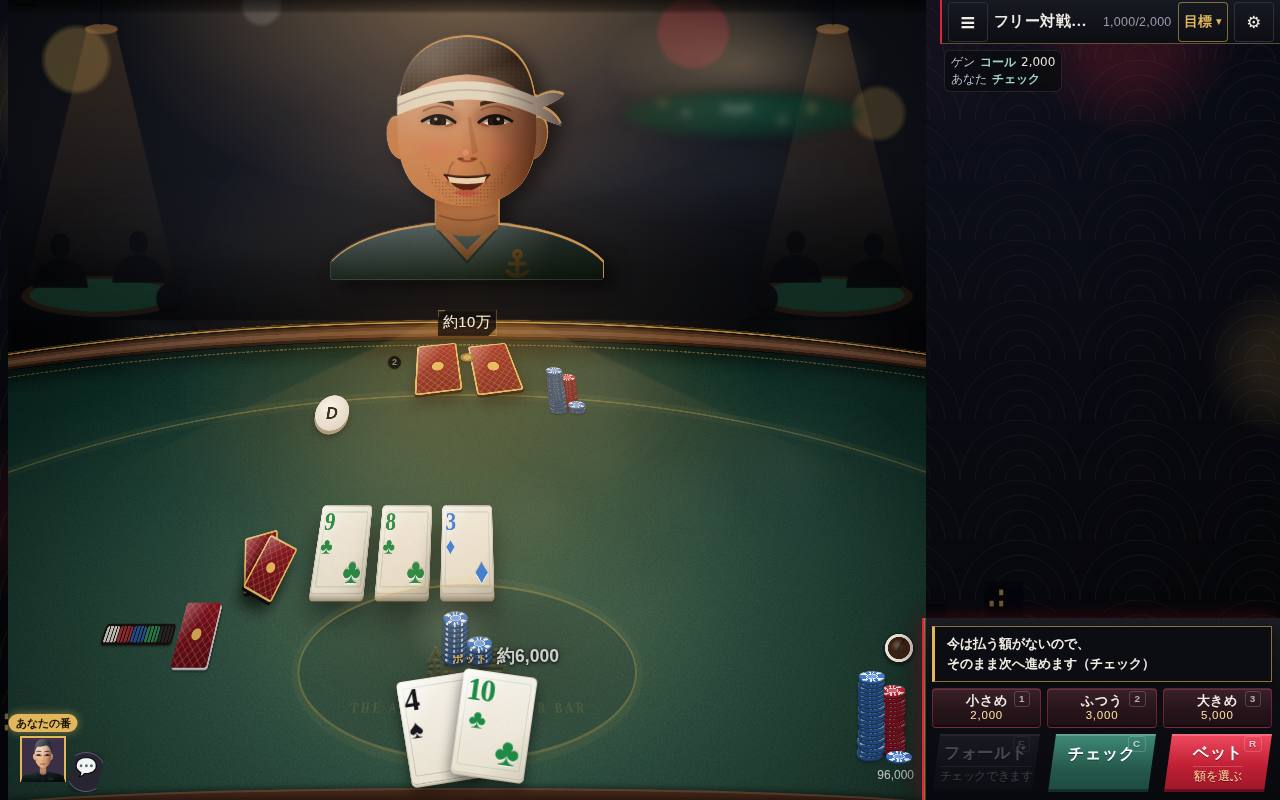 フリー対戦…
1,000/2,000
目標▾
ゲン コール 2,000
あなた チェック
約10万
2
D
9
8
3
ポット 約6,000
4
10
96,000
あなたの番
今は払う額がないので、
そのまま次へ進めます（チェック）
小さめ 1
2,000
ふつう 2
3,000
大きめ 3
5,000
フォールド F
チェックできます
チェック C
ベット R
額を選ぶ